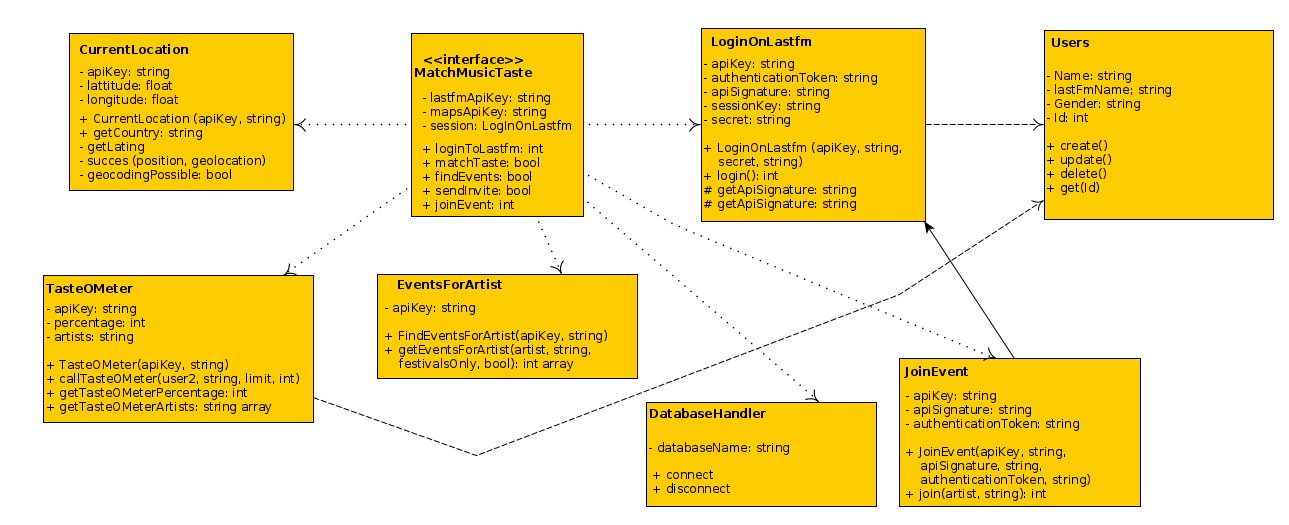 CurrentLocation
- apiKey: string
- lattitude: float
- longitude: float
+ CurrentLocation (apiKey, string)
+ getCountry: string
- getLating
- succes (position, geolocation)
- geocodingPossible: bool
<<interface>>
MatchMusicTaste
- lastfmApiKey: string
- mapsApiKey: string
- session: LogInOnLastfm
+ loginToLastfm: int
+ matchTaste: bool
+ findEvents: bool
+ sendInvite: bool
+ joinEvent: int
LoginOnLastfm
- apiKey: string
- authenticationToken: string
- apiSignature: string
- sessionKey: string
- secret: string
+ LoginOnLastfm (apiKey, string,
secret, string)
+ login(): int
# getApiSignature: string
# getApiSignature: string
Users
- Name: string
- lastFmName; string
- Gender: string
- Id: int
+ create()
+ update()
+ delete()
+ get(Id)
TasteOMeter
- apiKey: string
- percentage: int
- artists: string
+ TasteOMeter(apiKey, string)
+ callTasteOMeter(user2, string, limit, int)
+ getTasteOMeterPercentage: int
+ getTasteOMeterArtists: string array
EventsForArtist
- apiKey: string
+ FindEventsForArtist(apiKey, string)
+ getEventsForArtist(artist, string,
festivalsOnly, bool): int array
DatabaseHandler
- databaseName: string
+ connect
+ disconnect
JoinEvent
- apiKey: string
- apiSignature: string
- authenticationToken: string
+ JoinEvent(apiKey, string,
apiSignature, string,
authenticationToken, string)
+ join(artist, string): int